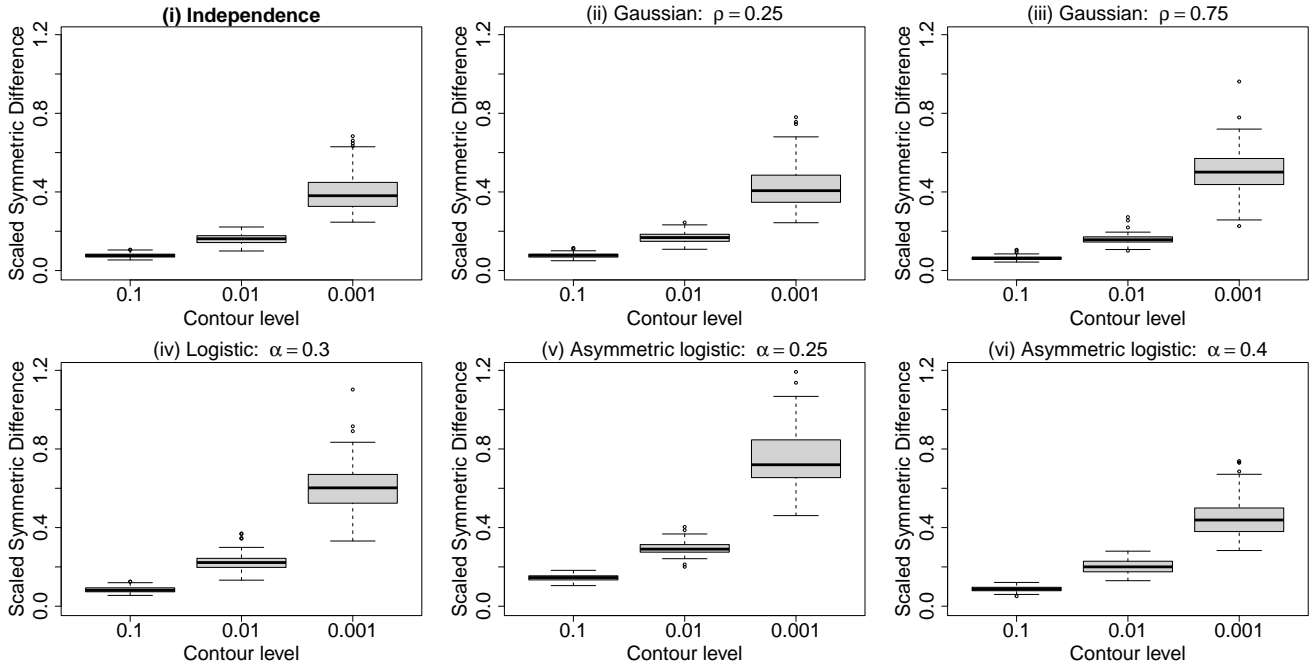 (i) Independence
Scaled Symmetric Difference
0.0 0.4 0.8 1.2
0.1 0.01 0.001
Contour level
(ii) Gaussian: ρ = 0.25
Scaled Symmetric Difference
0.0 0.4 0.8 1.2
0.1 0.01 0.001
Contour level
(iii) Gaussian: ρ = 0.75
Scaled Symmetric Difference
0.0 0.4 0.8 1.2
0.1 0.01 0.001
Contour level
(iv) Logistic: α = 0.3
Scaled Symmetric Difference
0.0 0.4 0.8 1.2
0.1 0.01 0.001
Contour level
(v) Asymmetric logistic: α = 0.25
Scaled Symmetric Difference
0.0 0.4 0.8 1.2
0.1 0.01 0.001
Contour level
(vi) Asymmetric logistic: α = 0.4
Scaled Symmetric Difference
0.0 0.4 0.8 1.2
0.1 0.01 0.001
Contour level